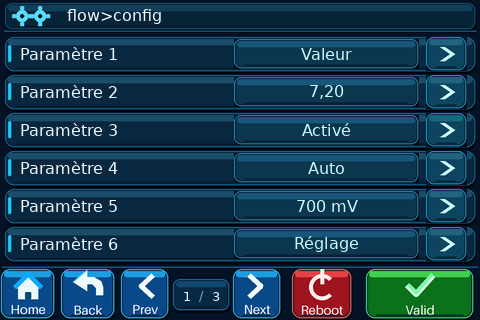 flow>config
Paramètre 1 Valeur
Paramètre 2 7,20
Paramètre 3 Activé
Paramètre 4 Auto
Paramètre 5 700 mV
Paramètre 6 Réglage
Home Back Prev 1 / 3 Next Reboot Valid